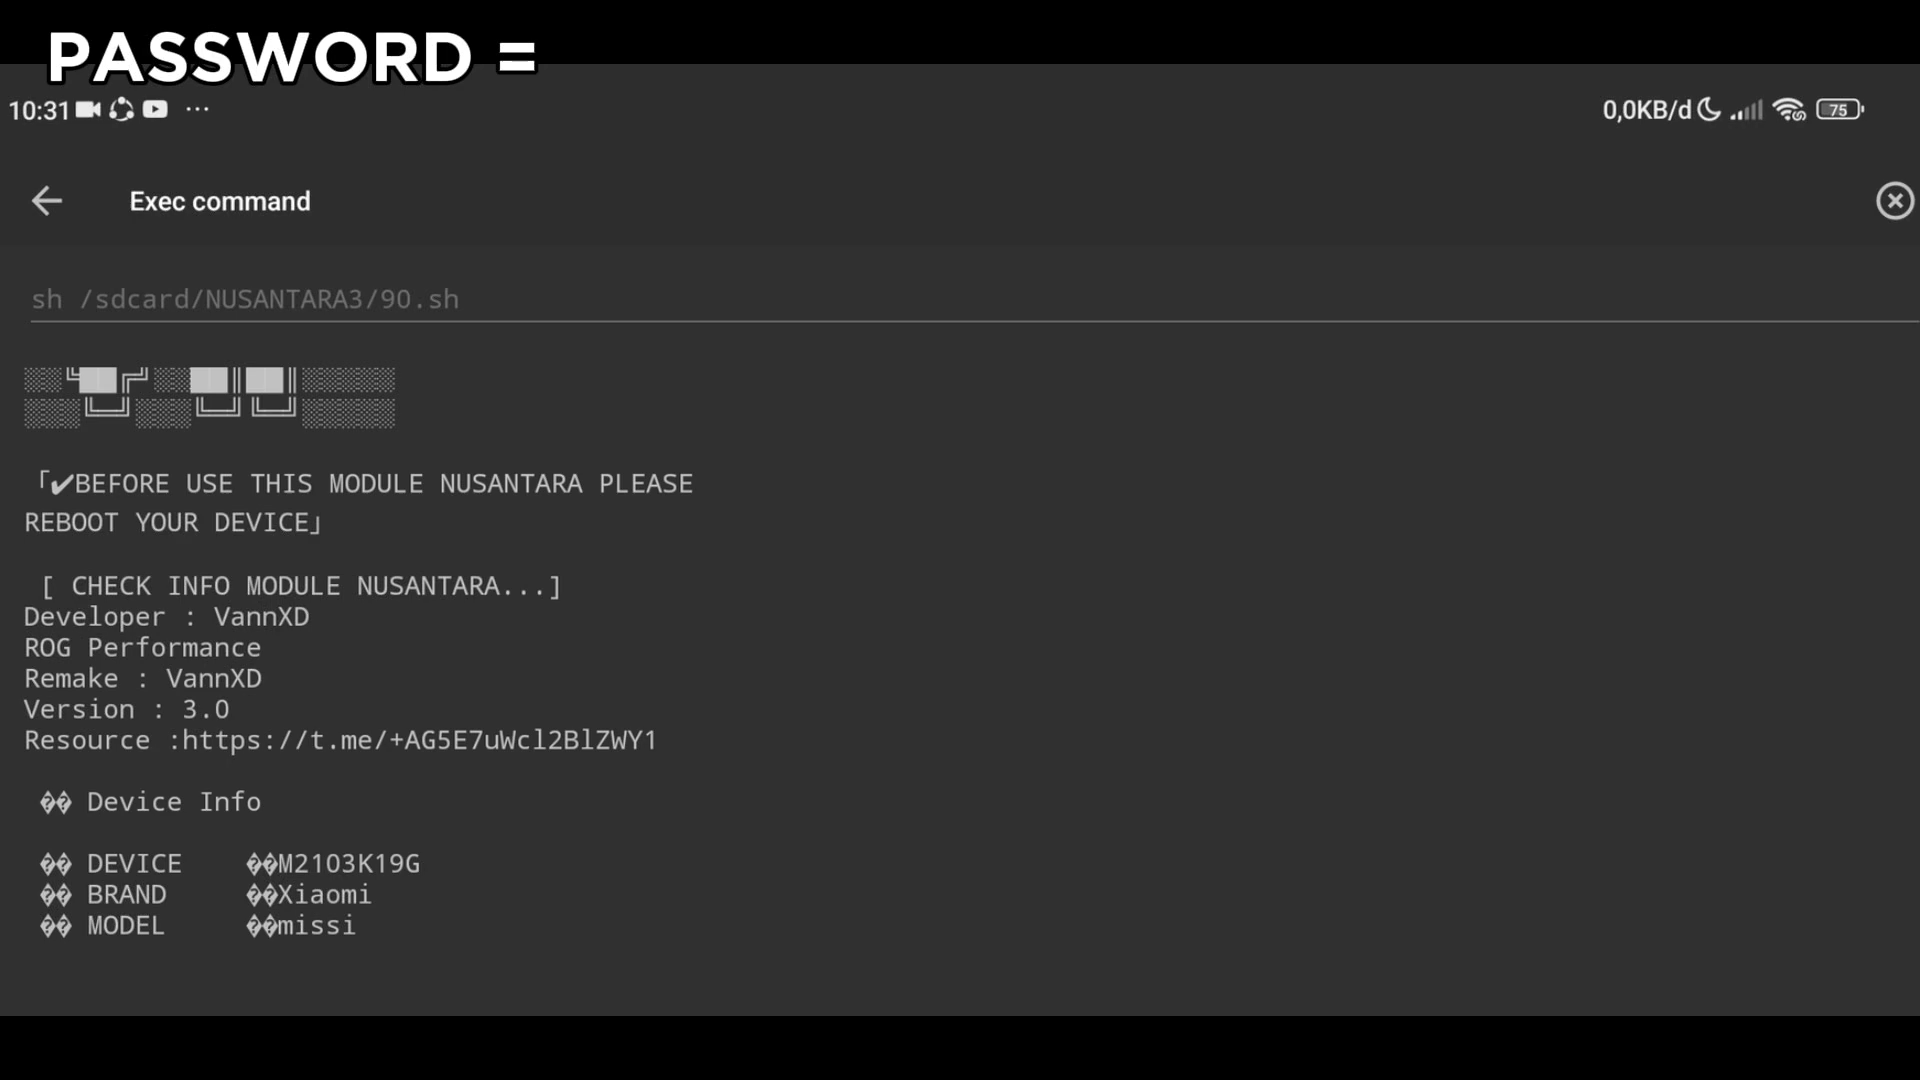 PASSWORD =
10:31 ... 0,0KB/d 75
Exec command
sh /sdcard/NUSANTARA3/90.sh
░░╚██╔╝░░██║██║░░░░░
░░░╚═╝░░░╚═╝╚═╝░░░░░
「✔BEFORE USE THIS MODULE NUSANTARA PLEASE
REBOOT YOUR DEVICE」
[ CHECK INFO MODULE NUSANTARA...]
Developer : VannXD
ROG Performance
Remake : VannXD
Version : 3.0
Resource :https://t.me/+AG5E7uWcl2BlZWY1
�� Device Info
�� DEVICE ��M2103K19G
�� BRAND ��Xiaomi
�� MODEL ��missi